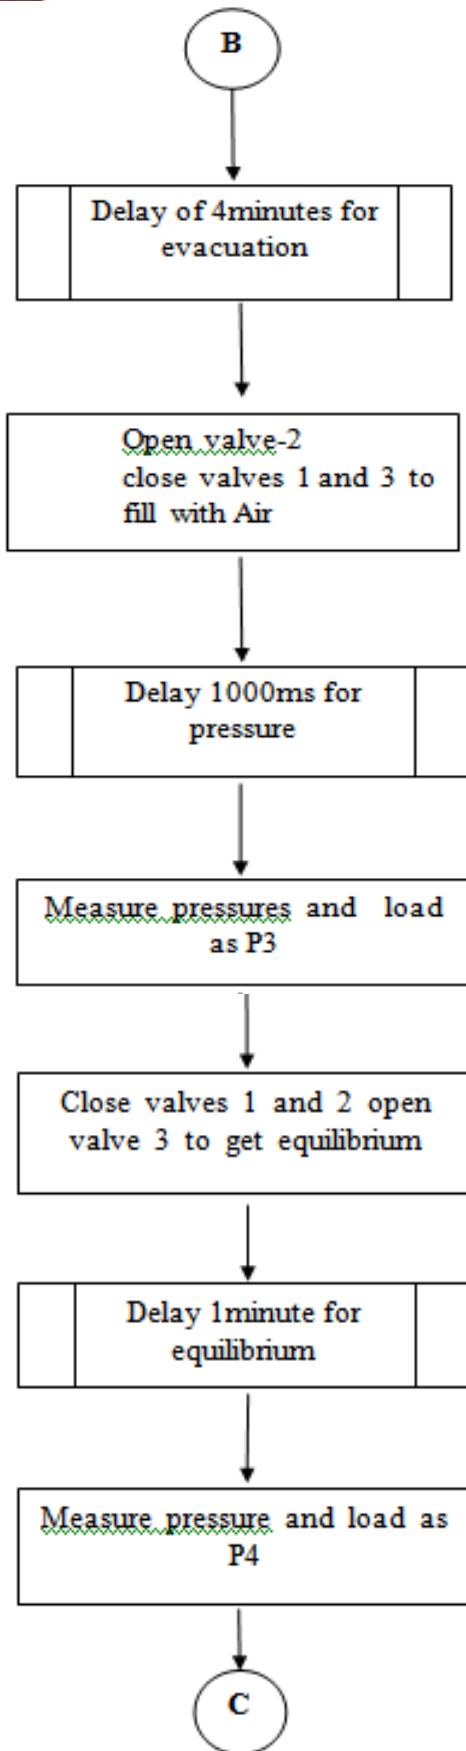 B
Delay of 4minutes for
evacuation
Open valve-2
close valves 1 and 3 to
fill with Air
Delay 1000ms for
pressure
Measure pressures and load
as P3
Close valves 1 and 2 open
valve 3 to get equilibrium
Delay 1minute for
equilibrium
Measure pressure and load as
P4
C